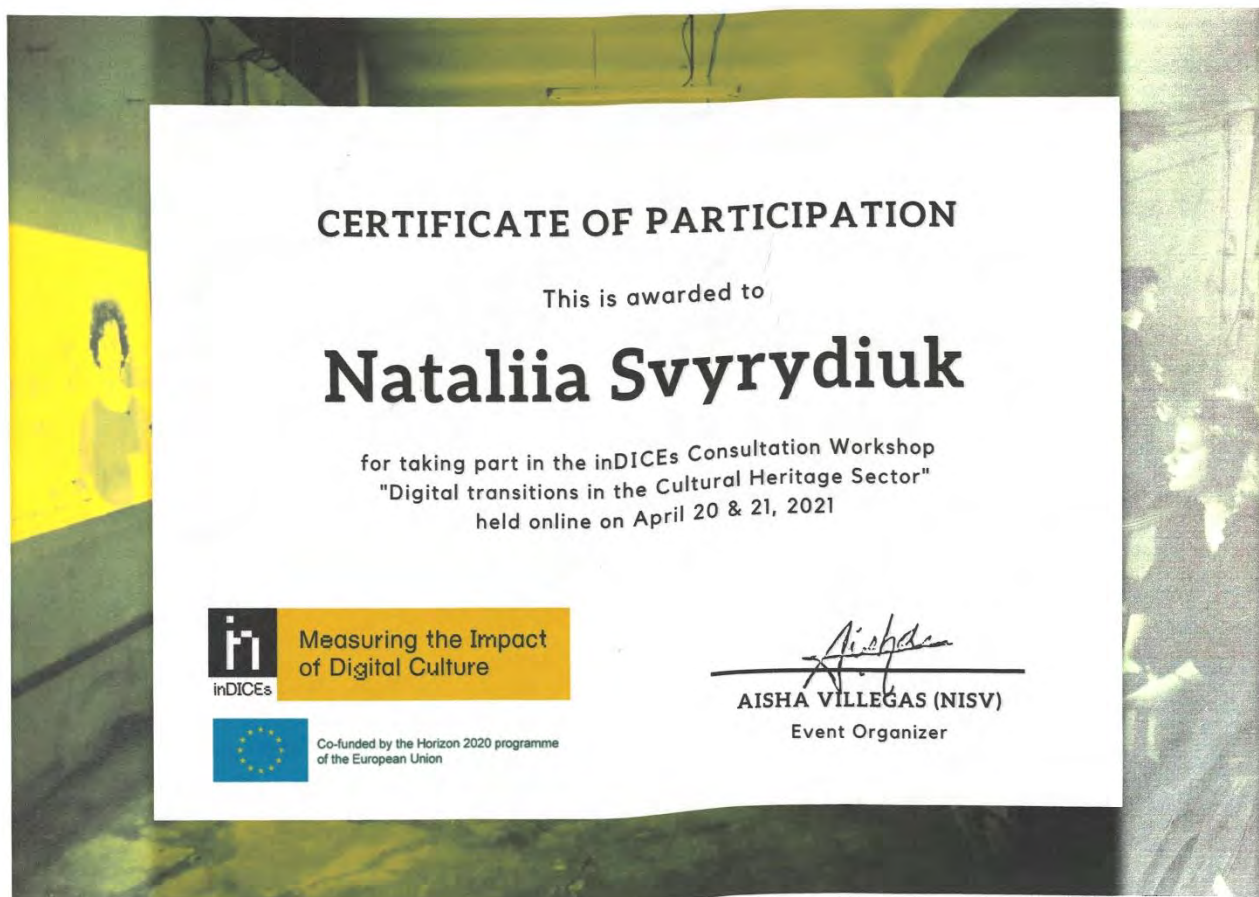 CERTIFICATE OF PARTICIPATION
This is awarded to
Nataliia Svyrydiuk
for taking part in the inDICEs Consultation Workshop
"Digital transitions in the Cultural Heritage Sector"
held online on April 20 & 21, 2021
in
inDICEs
Measuring the Impact
of Digital Culture
Co-funded by the Horizon 2020 programme
of the European Union
AISHA VILLEGAS (NISV)
Event Organizer